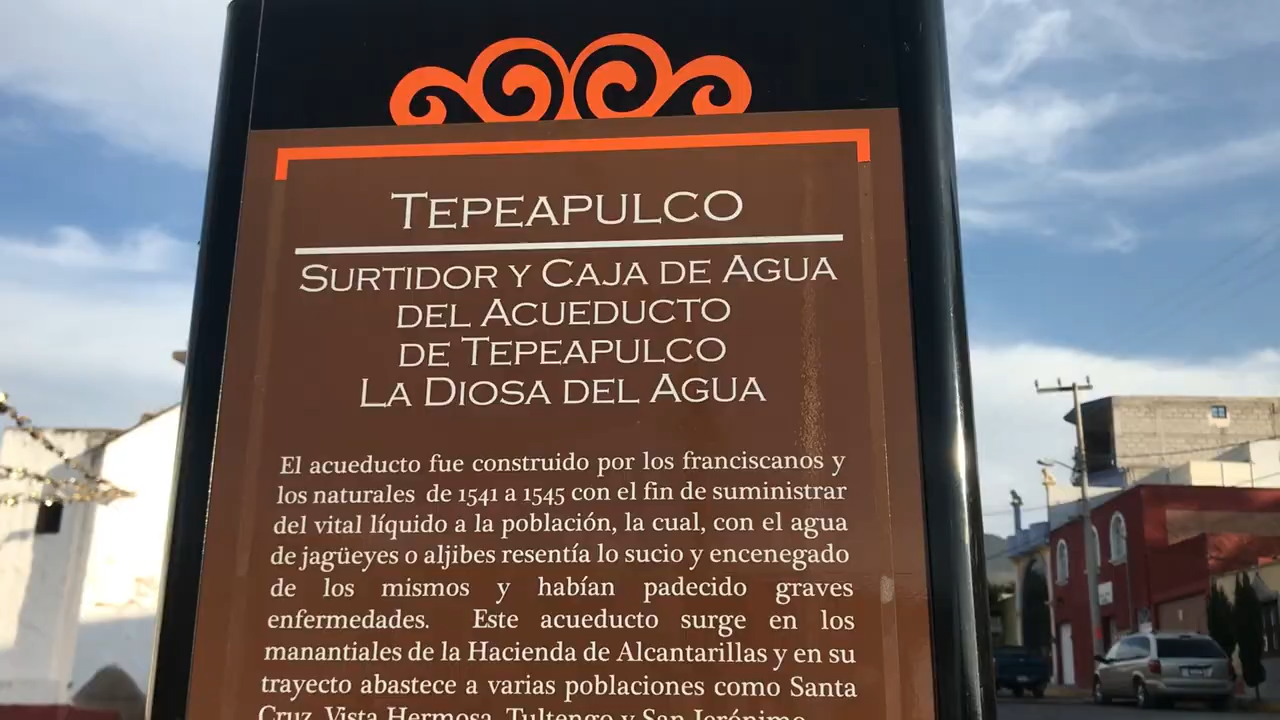 TEPEAPULCO
SURTIDOR Y CAJA DE AGUA
DEL ACUEDUCTO
DE TEPEAPULCO
LA DIOSA DEL AGUA
El acueducto fue construido por los franciscanos y
los naturales de 1541 a 1545 con el fin de suministrar
del vital líquido a la población, la cual, con el agua
de jagüeyes o aljibes resentía lo sucio y encenegado
de los mismos y habían padecido graves
enfermedades. Este acueducto surge en los
manantiales de la Hacienda de Alcantarillas y en su
trayecto abastece a varias poblaciones como Santa
Cruz, Vista Hermosa, Tultengo y San Jerónimo